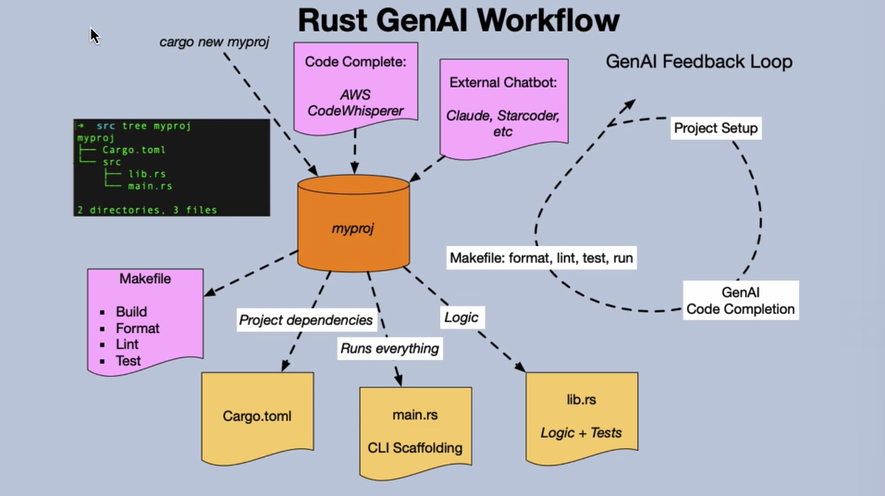 Rust GenAI Workflow
cargo new myproj
Code Complete:
AWS
CodeWhisperer
External Chatbot:
Claude, Starcoder,
etc
GenAI Feedback Loop
Project Setup
➜ src tree myproj
myproj
├── Cargo.toml
└── src
    ├── lib.rs
    └── main.rs
2 directories, 3 files
myproj
Makefile: format, lint, test, run
GenAI
Code Completion
Makefile
▪ Build
▪ Format
▪ Lint
▪ Test
Project dependencies
Runs everything
Logic
Cargo.toml
main.rs
CLI Scaffolding
lib.rs
Logic + Tests